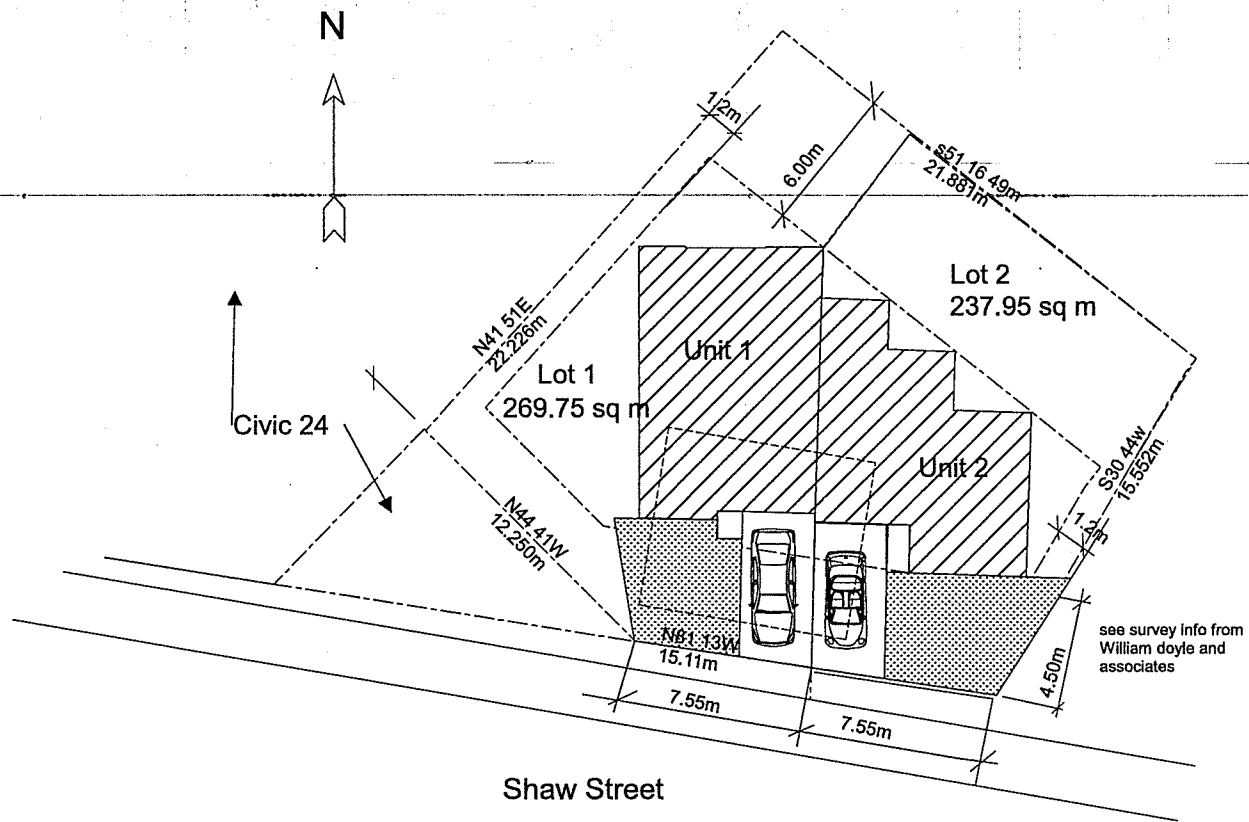 N
1.2m
6.00m
s51 16 49m
21.881m
Lot 2
237.95 sq m
N41 51E
22.226m
Unit 1
Lot 1
269.75 sq m
Civic 24
Unit 2
S30 44w
15.552m
1.2m
N44 41W
12.250m
N81 13W
15.11m
7.55m
7.55m
4.50m
see survey info from
William doyle and
associates
Shaw Street